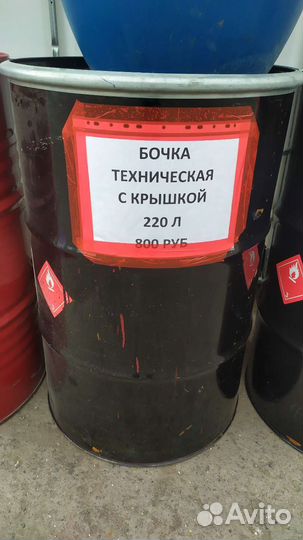 БОЧКА
ТЕХНИЧЕСКАЯ
С КРЫШКОЙ
220 Л
800 РУБ
Avito